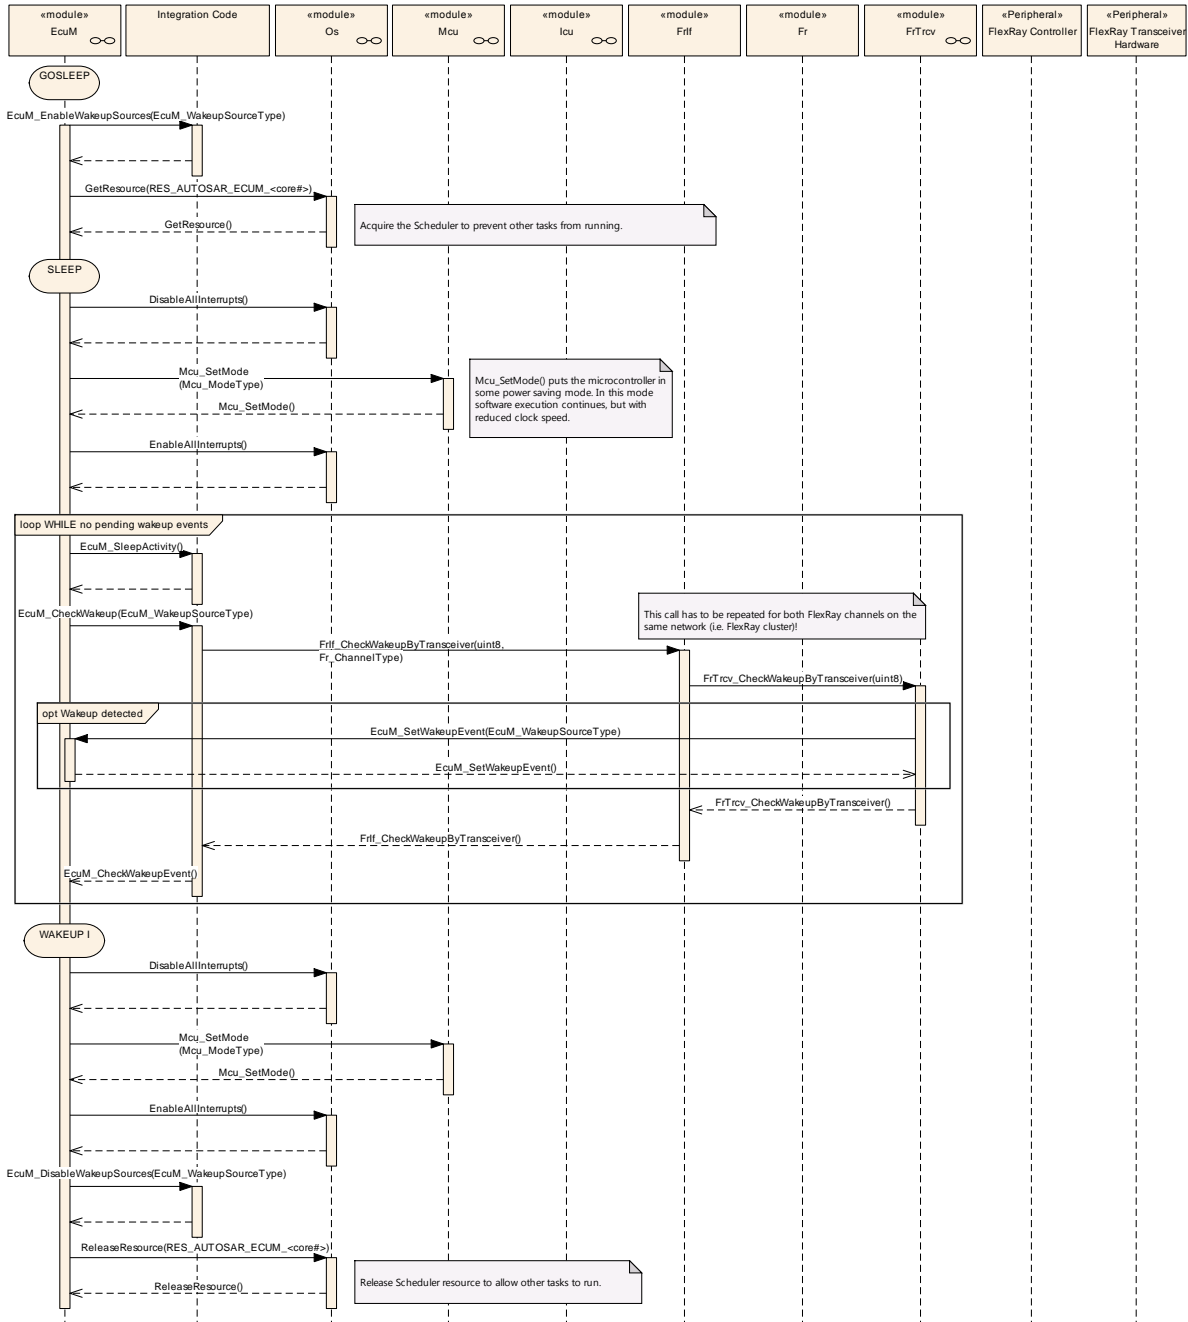 «module»
EcuM
Integration Code
«module»
Os
«module»
Mcu
«module»
Icu
«module»
FrIf
«module»
Fr
«module»
FrTrcv
«Peripheral»
FlexRay Controller
«Peripheral»
FlexRay Transceiver
Hardware
GOSLEEP
EcuM_EnableWakeupSources(EcuM_WakeupSourceType)
GetResource(RES_AUTOSAR_ECUM_<core#>)
Acquire the Scheduler to prevent other tasks from running.
GetResource()
SLEEP
DisableAllInterrupts()
Mcu_SetMode
(Mcu_ModeType)
Mcu_SetMode() puts the microcontroller in
some power saving mode. In this mode
software execution continues, but with
reduced clock speed.
Mcu_SetMode()
EnableAllInterrupts()
loop WHILE no pending wakeup events
EcuM_SleepActivity()
EcuM_CheckWakeup(EcuM_WakeupSourceType)
This call has to be repeated for both FlexRay channels on the
same network (i.e. FlexRay cluster)!
FrIf_CheckWakeupByTransceiver(uint8,
Fr_ChannelType)
FrTrcv_CheckWakeupByTransceiver(uint8)
opt Wakeup detected
EcuM_SetWakeupEvent(EcuM_WakeupSourceType)
EcuM_SetWakeupEvent()
FrTrcv_CheckWakeupByTransceiver()
FrIf_CheckWakeupByTransceiver()
EcuM_CheckWakeupEvent()
WAKEUP I
DisableAllInterrupts()
Mcu_SetMode
(Mcu_ModeType)
Mcu_SetMode()
EnableAllInterrupts()
EcuM_DisableWakeupSources(EcuM_WakeupSourceType)
ReleaseResource(RES_AUTOSAR_ECUM_<core#>)
Release Scheduler resource to allow other tasks to run.
ReleaseResource()